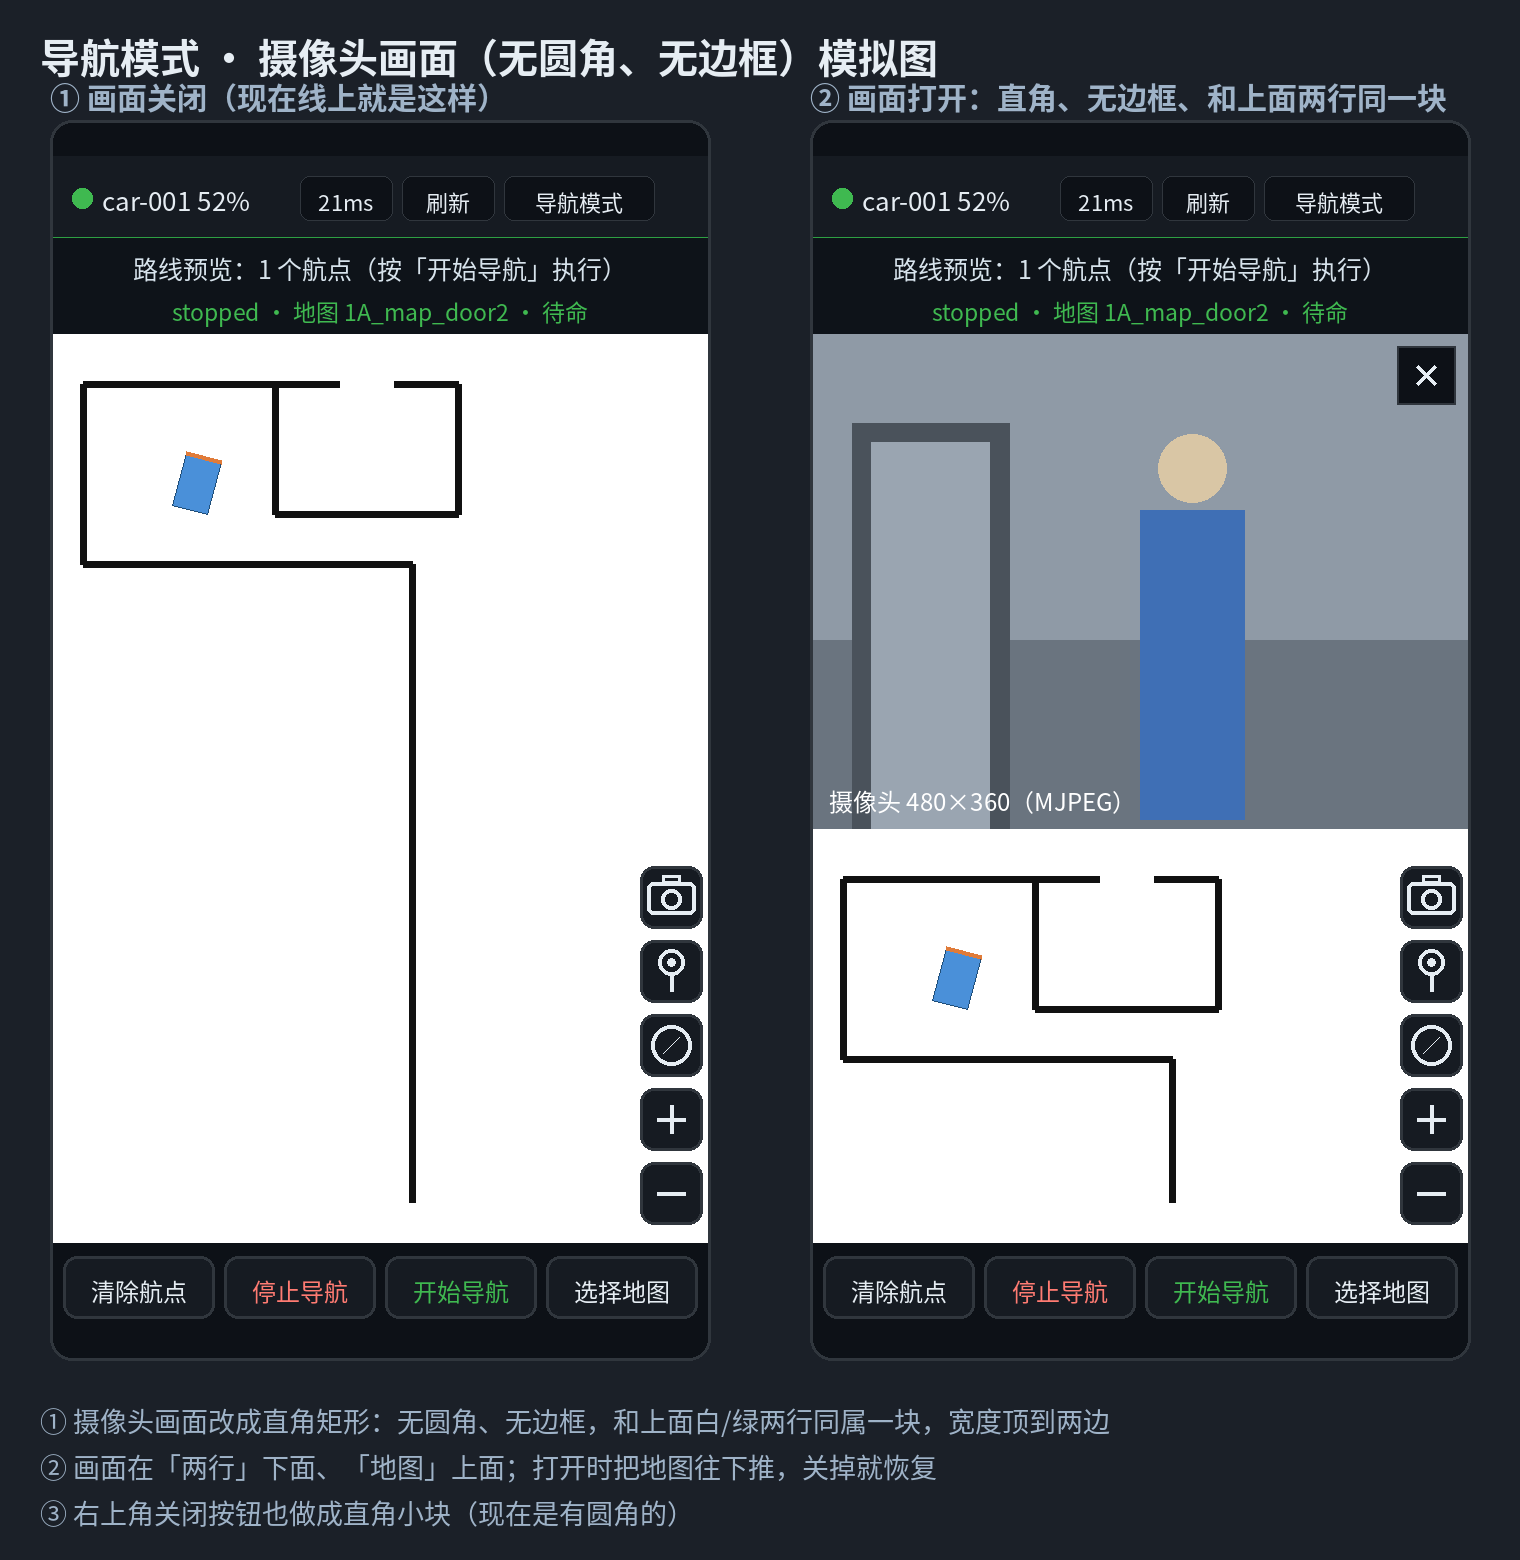 导航模式 · 摄像头画面（无圆角、无边框）模拟图
① 画面关闭（现在线上就是这样）
car-001 52%
21ms
刷新
导航模式
路线预览：1 个航点（按「开始导航」执行）
stopped · 地图 1A_map_door2 · 待命
清除航点
停止导航
开始导航
选择地图
② 画面打开：直角、无边框、和上面两行同一块
car-001 52%
21ms
刷新
导航模式
路线预览：1 个航点（按「开始导航」执行）
stopped · 地图 1A_map_door2 · 待命
摄像头 480×360（MJPEG）
清除航点
停止导航
开始导航
选择地图
① 摄像头画面改成直角矩形：无圆角、无边框，和上面白/绿两行同属一块，宽度顶到两边
② 画面在「两行」下面、「地图」上面；打开时把地图往下推，关掉就恢复
③ 右上角关闭按钮也做成直角小块（现在是有圆角的）